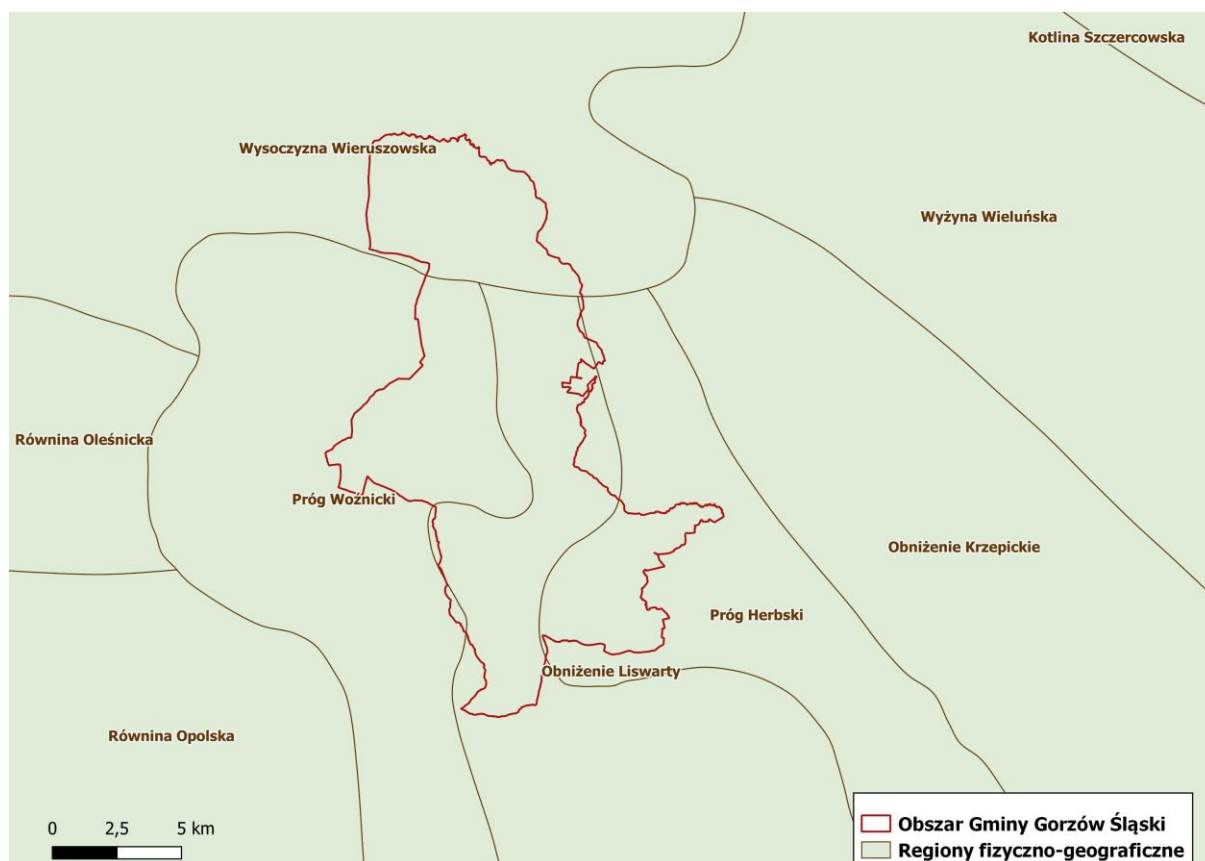 Kotlina Szczercowska
Wysoczyzna Wieruszowska
Wyżyna Wieluńska
Równina Oleśnicka
Próg Woźnicki
Obniżenie Krzepickie
Próg Herbski
Obniżenie Liswarty
Równina Opolska
0 2,5 5 km
Obszar Gminy Gorzów Śląski
Regiony fizyczno-geograficzne